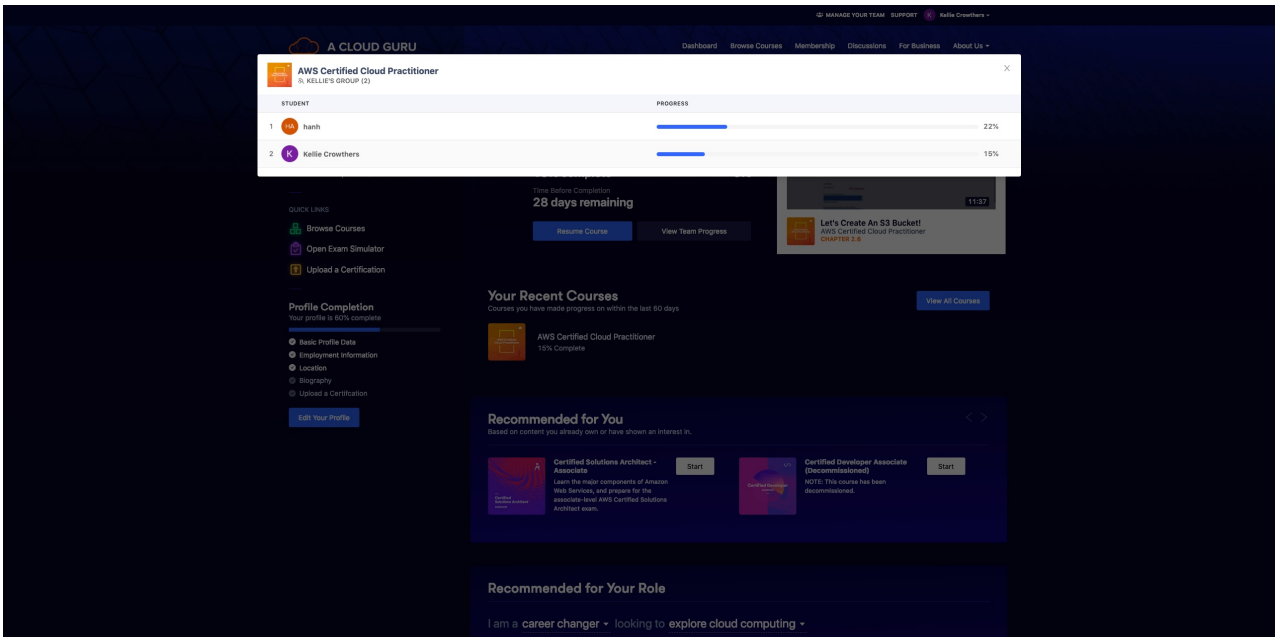 MANAGE YOUR TEAM SUPPORT K Kellie Crowthers
A CLOUD GURU
Dashboard Browse Courses Membership Discussions For Business About Us
AWS Certified Cloud Practitioner
KELLIE'S GROUP (2)
STUDENT PROGRESS
1 HA hanh 22%
2 K Kellie Crowthers 15%
Time Before Completion
28 days remaining
Resume Course View Team Progress
11:37
Let's Create An S3 Bucket!
AWS Certified Cloud Practitioner
CHAPTER 2.6
QUICK LINKS
Browse Courses
Open Exam Simulator
Upload a Certification
Profile Completion
Your profile is 60% complete
Basic Profile Data
Employment Information
Location
Biography
Upload a Certifcation
Edit Your Profile
Your Recent Courses
Courses you have made progress on within the last 60 days
View All Courses
AWS Certified Cloud Practitioner
15% Complete
Recommended for You
Based on content you already own or have shown an interest in.
Certified Solutions Architect -
Associate
Learn the major components of Amazon
Web Services, and prepare for the
associate-level AWS Certified Solutions
Architect exam.
Start
Certified Developer Associate
(Decommissioned)
NOTE: This course has been
decommissioned.
Start
Recommended for Your Role
I am a career changer looking to explore cloud computing